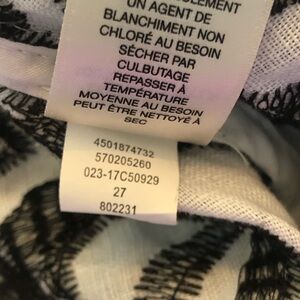 UN AGENT DE
BLANCHIMENT NON
CHLORÉ AU BESOIN
SÉCHER PAR
CULBUTAGE
REPASSER À
TEMPÉRATURE
MOYENNE AU BESOIN
PEUT ÊTRE NETTOYÉ À
SEC
4501874732
570205260
023-17C50929
27
802231